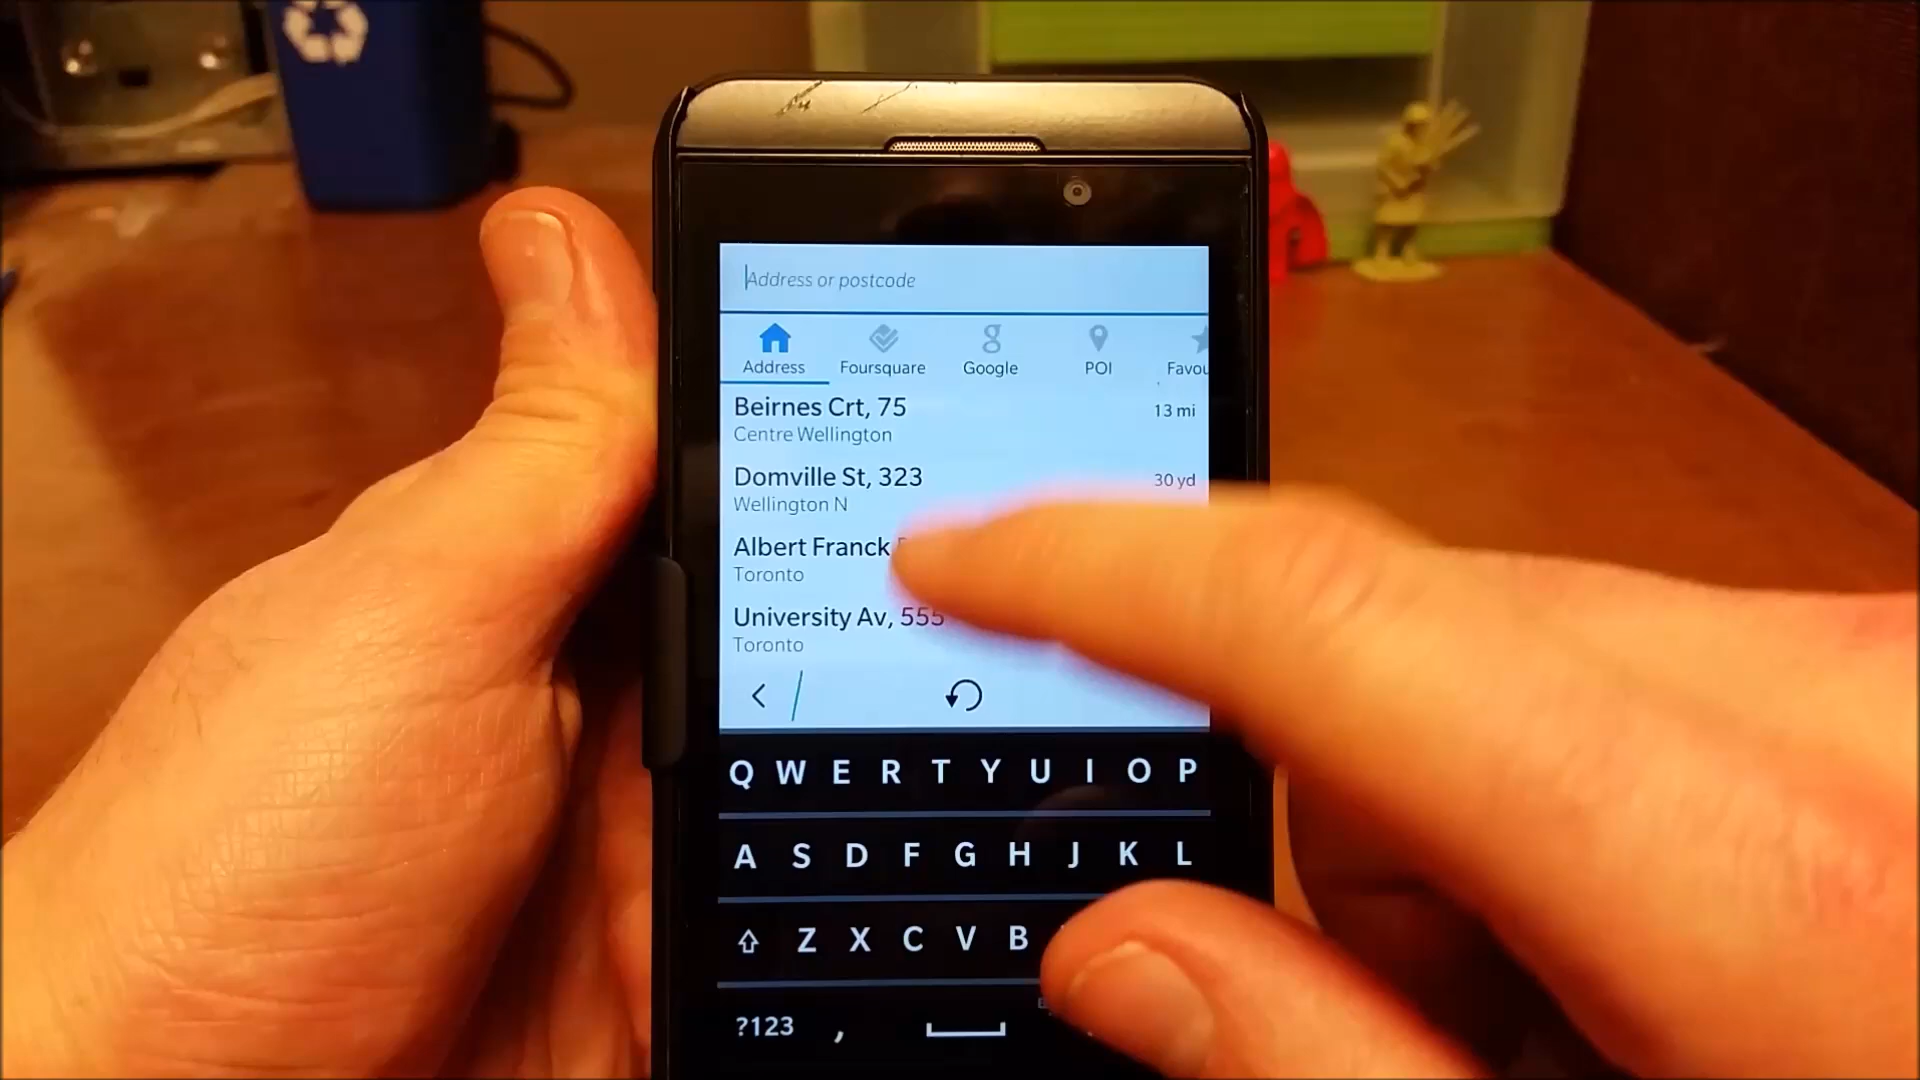 Address or postcode
Address Foursquare Google POI Favou
Beirnes Crt, 75 13 mi
Centre Wellington
Domville St, 323 30 yd
Wellington N
Albert Franck
Toronto
University Av, 555
Toronto
Q W E R T Y U I O P
A S D F G H J K L
Z X C V B
?123 ,